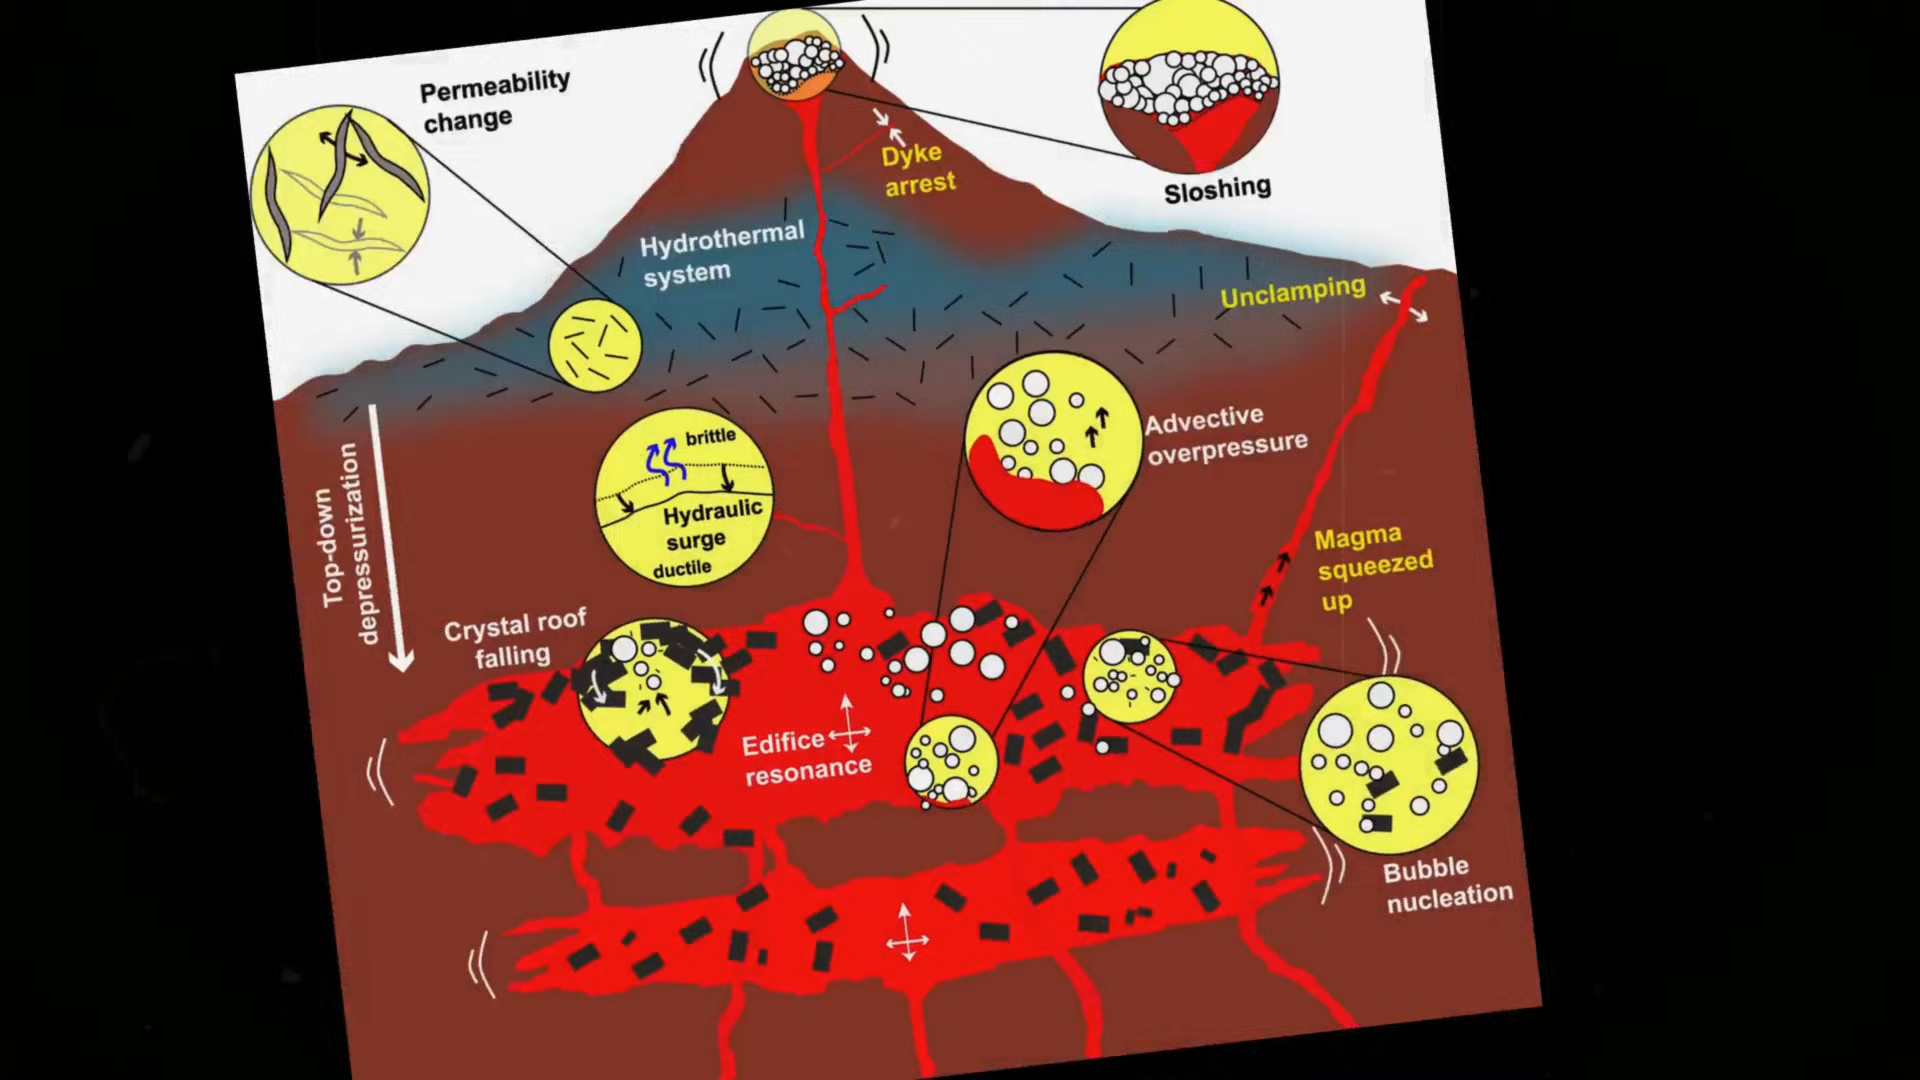 Permeability
change
Dyke
arrest
Sloshing
Hydrothermal
system
Unclamping
Advective
overpressure
brittle
Hydraulic
surge
ductile
Top-down
depressurization
Magma
squeezed
up
Crystal roof
falling
Edifice
resonance
Bubble
nucleation